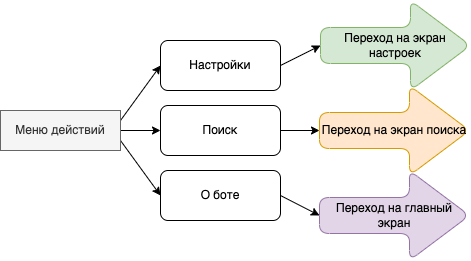 Меню действий
Настройки
Поиск
О боте
Переход на экран
настроек
Переход на экран поиска
Переход на главный
экран